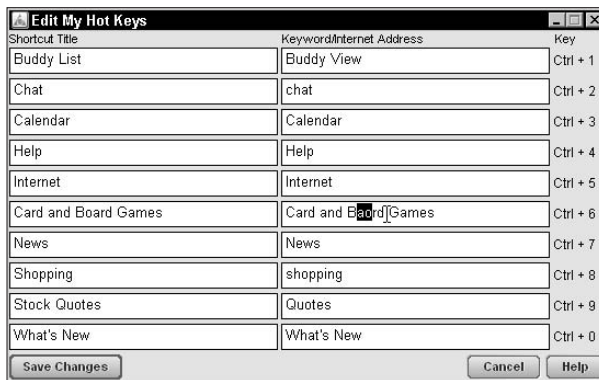 Edit My Hot Keys
Shortcut Title Keyword/Internet Address Key
Buddy List Buddy View Ctrl + 1
Chat chat Ctrl + 2
Calendar Calendar Ctrl + 3
Help Help Ctrl + 4
Internet Internet Ctrl + 5
Card and Board Games Card and Baord Games Ctrl + 6
News News Ctrl + 7
Shopping shopping Ctrl + 8
Stock Quotes Quotes Ctrl + 9
What's New What's New Ctrl + 0
Save Changes Cancel Help